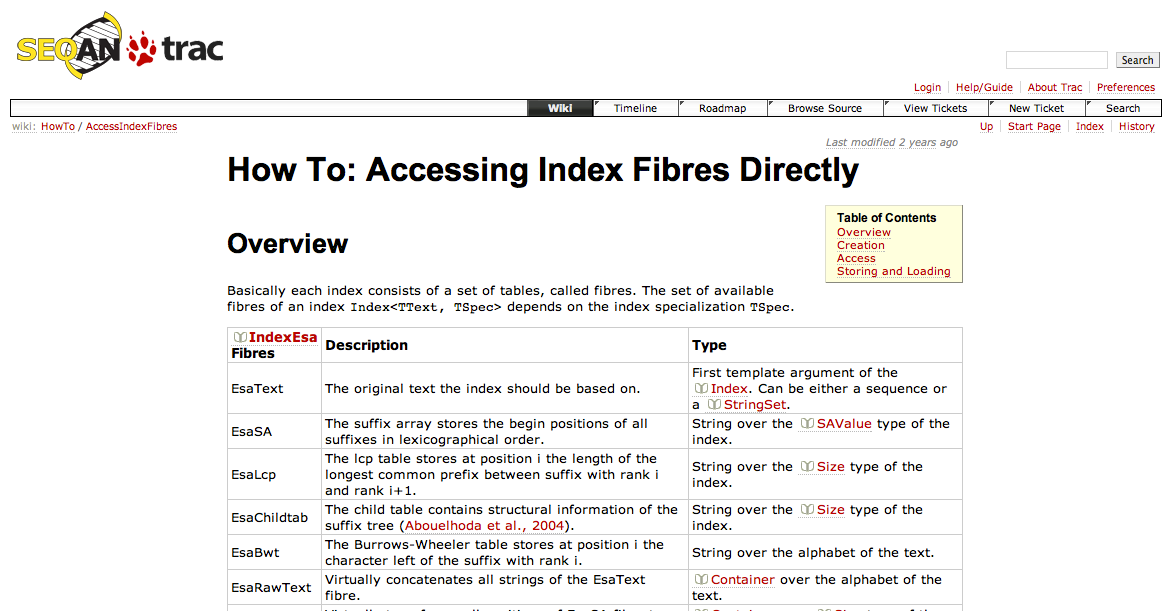 SEQAN trac
Search
Login Help/Guide About Trac Preferences
Wiki Timeline Roadmap Browse Source View Tickets New Ticket Search
wiki: HowTo / AccessIndexFibres
Up Start Page Index History
Last modified 2 years ago
How To: Accessing Index Fibres Directly
Table of Contents
Overview
Creation
Access
Storing and Loading
Overview
Basically each index consists of a set of tables, called fibres. The set of available
fibres of an index Index<TText, TSpec> depends on the index specialization TSpec.
IndexEsa
Fibres
Description
Type
EsaText
The original text the index should be based on.
First template argument of the
Index. Can be either a sequence or
a StringSet.
EsaSA
The suffix array stores the begin positions of all
suffixes in lexicographical order.
String over the SAValue type of the
index.
EsaLcp
The lcp table stores at position i the length of the
longest common prefix between suffix with rank i
and rank i+1.
String over the Size type of the
index.
EsaChildtab
The child table contains structural information of the
suffix tree (Abouelhoda et al., 2004).
String over the Size type of the
index.
EsaBwt
The Burrows-Wheeler table stores at position i the
character left of the suffix with rank i.
String over the alphabet of the text.
EsaRawText
Virtually concatenates all strings of the EsaText
fibre.
Container over the alphabet of the
text.